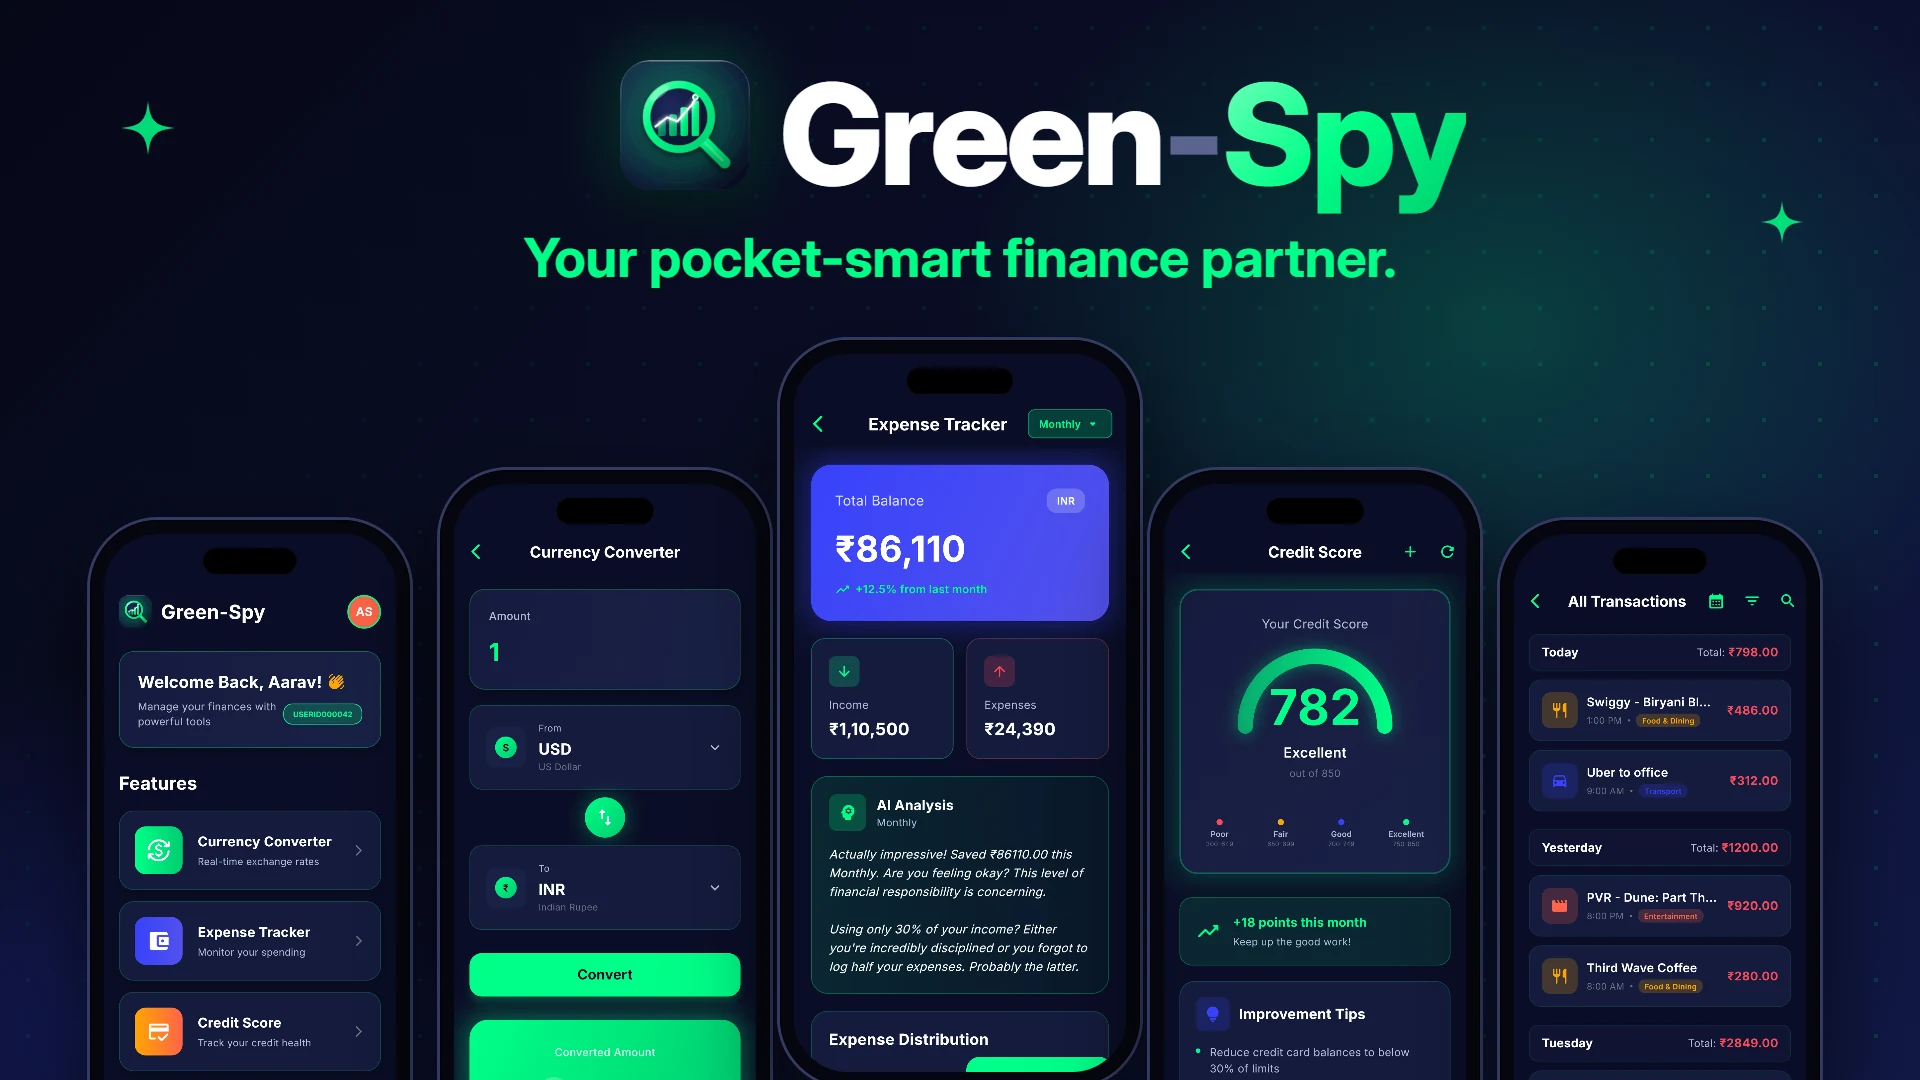 Green-Spy
Your pocket-smart finance partner.
Green-Spy
AS
Welcome Back, Aarav! 👋
Manage your finances with
powerful tools
USERID000042
Features
Currency Converter
Real-time exchange rates
Expense Tracker
Monitor your spending
Credit Score
Track your credit health
Currency Converter
Amount
1
From
$
USD
US Dollar
To
₹
INR
Indian Rupee
Convert
Converted Amount
Expense Tracker
Monthly
Total Balance
INR
₹86,110
+12.5% from last month
Income
₹1,10,500
Expenses
₹24,390
AI Analysis
Monthly
Actually impressive! Saved ₹86110.00 this
Monthly. Are you feeling okay? This level of
financial responsibility is concerning.
Using only 30% of your income? Either
you're incredibly disciplined or you forgot to
log half your expenses. Probably the latter.
Expense Distribution
Credit Score
Your Credit Score
782
Excellent
out of 850
Poor
Fair
Good
Excellent
300-649
650-699
700-749
750-850
+18 points this month
Keep up the good work!
Improvement Tips
Reduce credit card balances to below
30% of limits
All Transactions
Today
Total: ₹798.00
Swiggy - Biryani Bl...
1:00 PM • Food & Dining
₹486.00
Uber to office
9:00 AM • Transport
₹312.00
Yesterday
Total: ₹1200.00
PVR - Dune: Part Th...
8:00 PM • Entertainment
₹920.00
Third Wave Coffee
8:00 AM • Food & Dining
₹280.00
Tuesday
Total: ₹2849.00